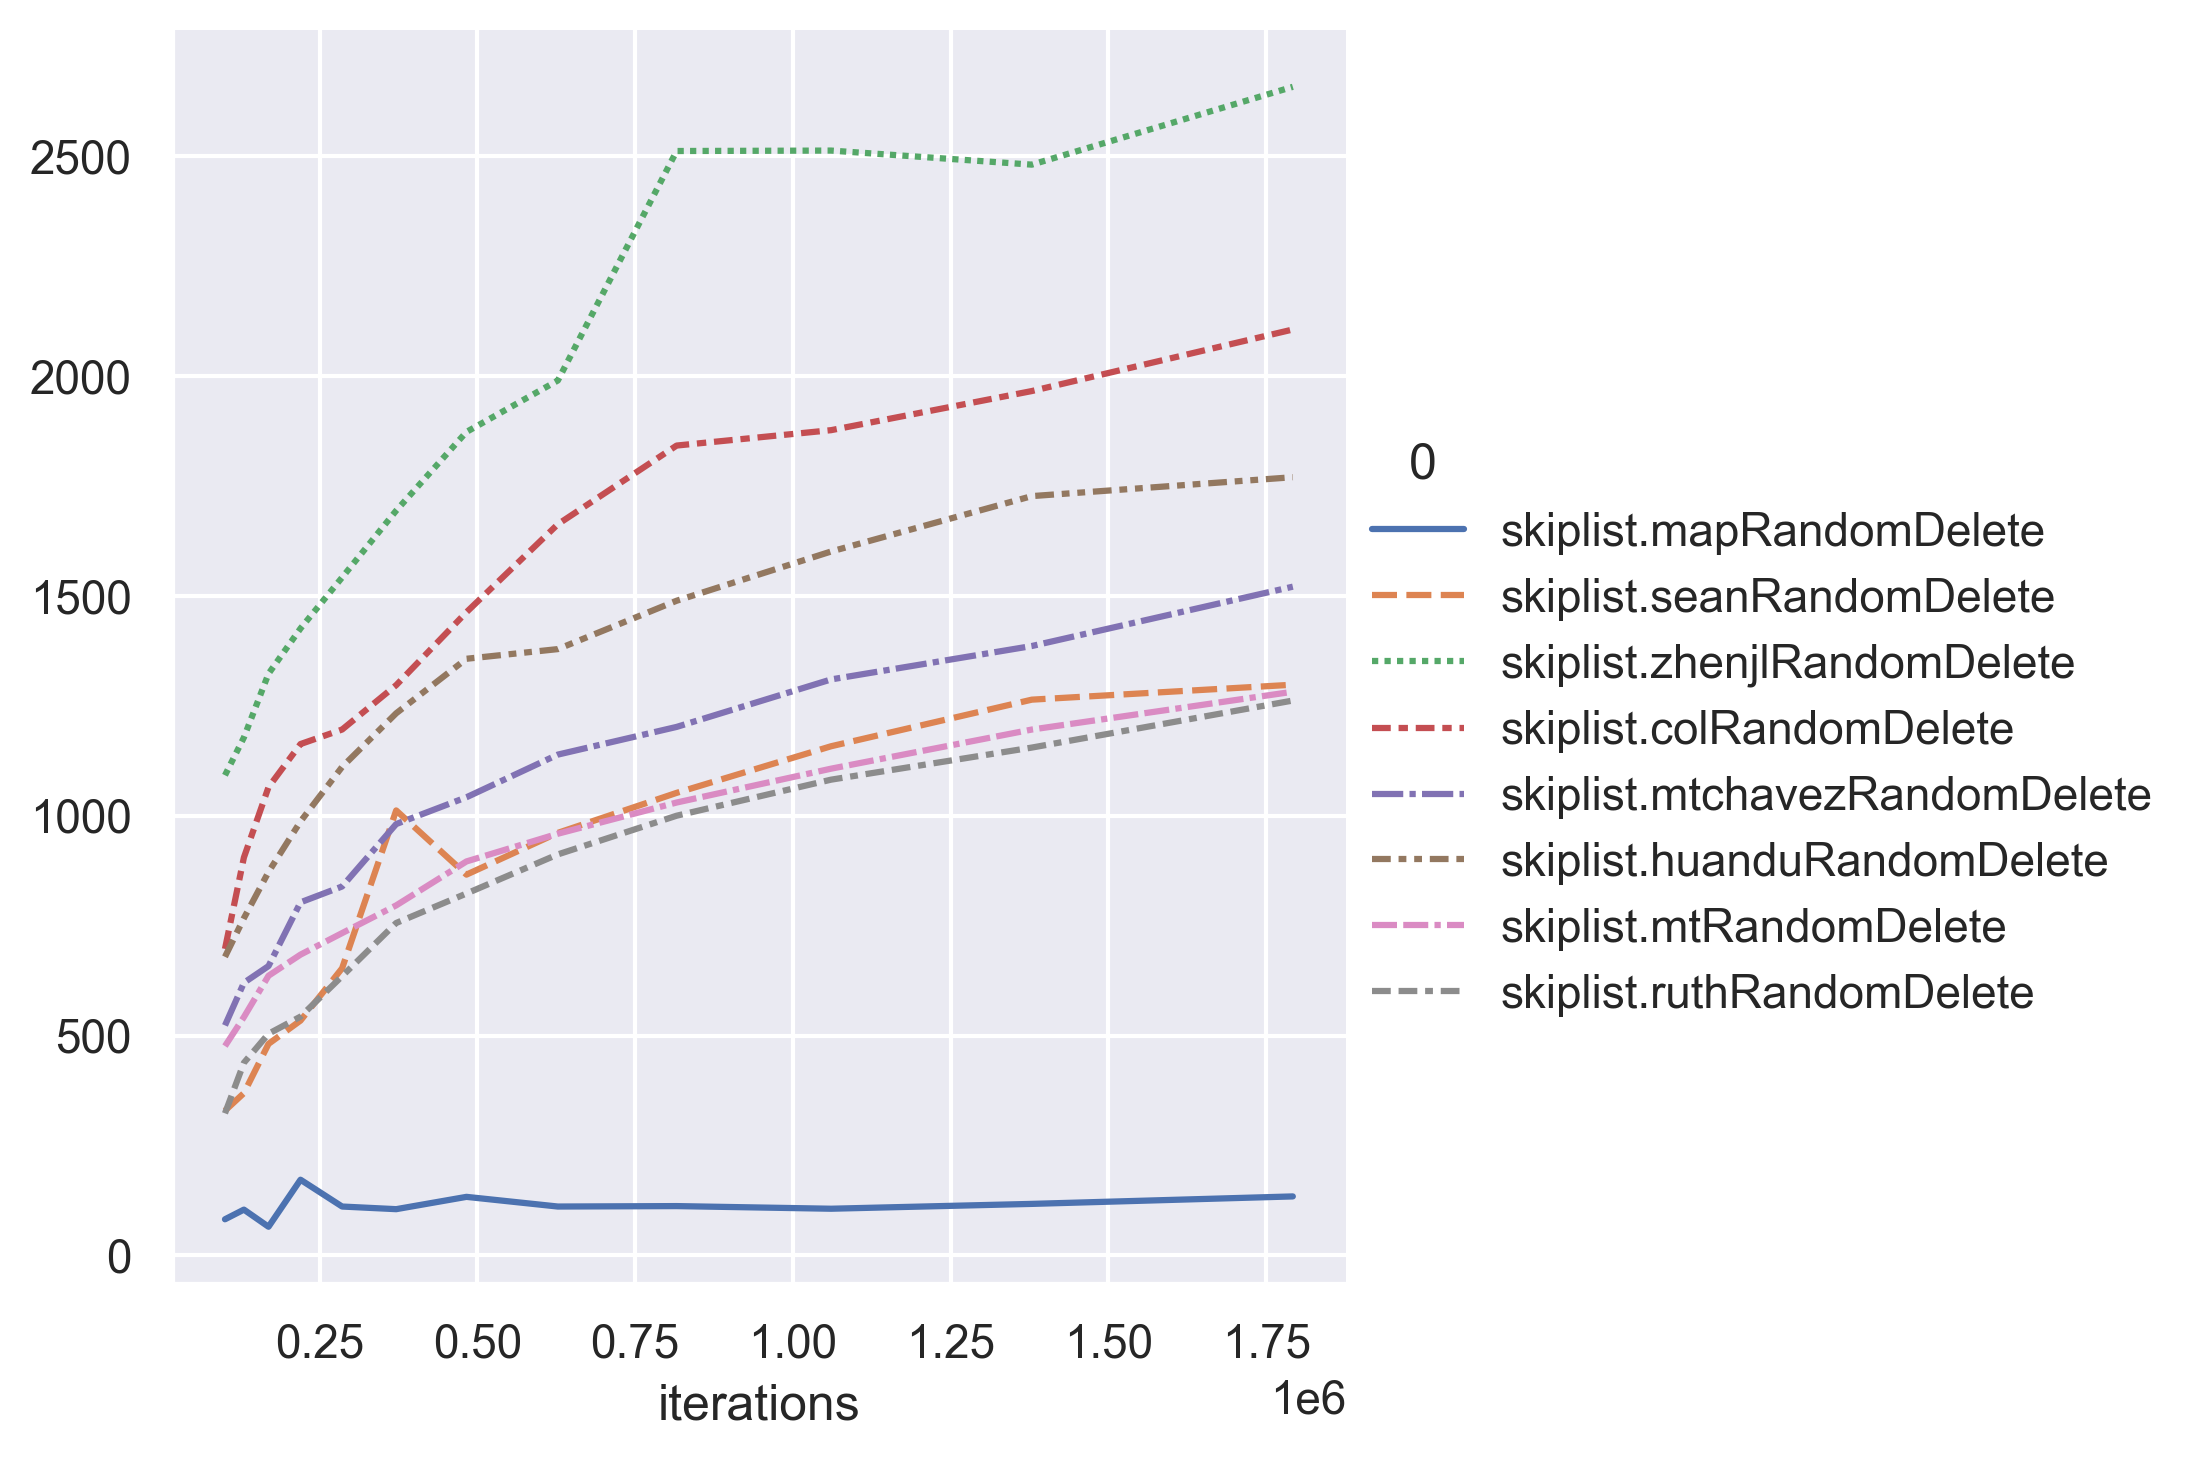 2500
2000
1500
1000
500
0
0.25 0.50 0.75 1.00 1.25 1.50 1.75
1e6
iterations
0
skiplist.mapRandomDelete
skiplist.seanRandomDelete
skiplist.zhenjlRandomDelete
skiplist.colRandomDelete
skiplist.mtchavezRandomDelete
skiplist.huanduRandomDelete
skiplist.mtRandomDelete
skiplist.ruthRandomDelete